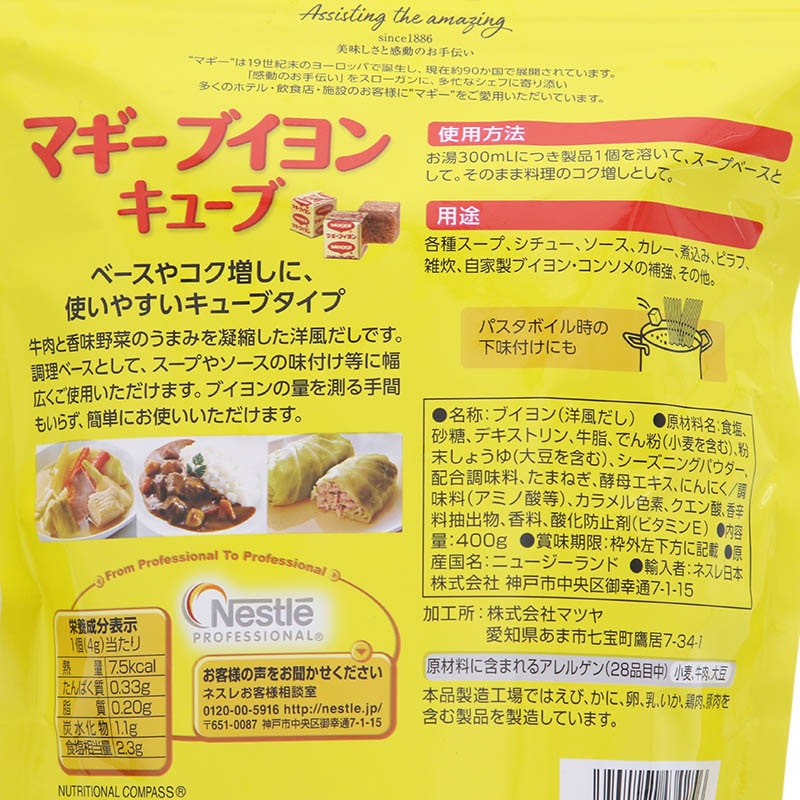 Assisting the amazing
since1886
美味しさと感動のお手伝い
"マギー"は19世紀末のヨーロッパで誕生し、現在約90か国で展開されています。
「感動のお手伝い」をスローガンに、多忙なシェフに寄り添い
多くのホテル・飲食店・施設のお客様に"マギー"をご愛用いただいています。
マギーブイヨン
キューブ
MAGGI
マギーブイヨン
ベースやコク増しに、
使いやすいキューブタイプ
牛肉と香味野菜のうまみを凝縮した洋風だしです。
調理ベースとして、スープやソースの味付け等に幅
広くご使用いただけます。ブイヨンの量を測る手間
もいらず、簡単にお使いいただけます。
From Professional To Professional
Nestlé
PROFESSIONAL®
お客様の声をお聞かせください
ネスレお客様相談室
0120-00-5916 http://nestle.jp/
〒651-0087 神戸市中央区御幸通7-1-15
栄養成分表示
1個(4g)当たり
熱量 7.5kcal
たんぱく質 0.33g
脂質 0.20g
炭水化物 1.1g
食塩相当量 2.3g
NUTRITIONAL COMPASS®
使用方法
お湯300mLにつき製品1個を溶いて、スープベースと
して。そのまま料理のコク増しとして。
用途
各種スープ、シチュー、ソース、カレー、煮込み、ピラフ、
雑炊、自家製ブイヨン・コンソメの補強、その他。
パスタボイル時の
下味付けにも
●名称:ブイヨン(洋風だし) ●原材料名:食塩、
砂糖、デキストリン、牛脂、でん粉(小麦を含む)、粉
末しょうゆ(大豆を含む)、シーズニングパウダー、
配合調味料、たまねぎ、酵母エキス、にんにく/調
味料(アミノ酸等)、カラメル色素、クエン酸、香辛
料抽出物、香料、酸化防止剤(ビタミンE) ●内容
量:400g ●賞味期限:枠外左下方に記載 ●原
産国名:ニュージーランド ●輸入者:ネスレ日本
株式会社 神戸市中央区御幸通7-1-15
加工所:株式会社マツヤ
愛知県あま市七宝町鷹居7-34-1
原材料に含まれるアレルゲン(28品目中) 小麦、牛肉、大豆
本品製造工場ではえび、かに、卵、乳、いか、鶏肉、豚肉を
含む製品を製造しています。